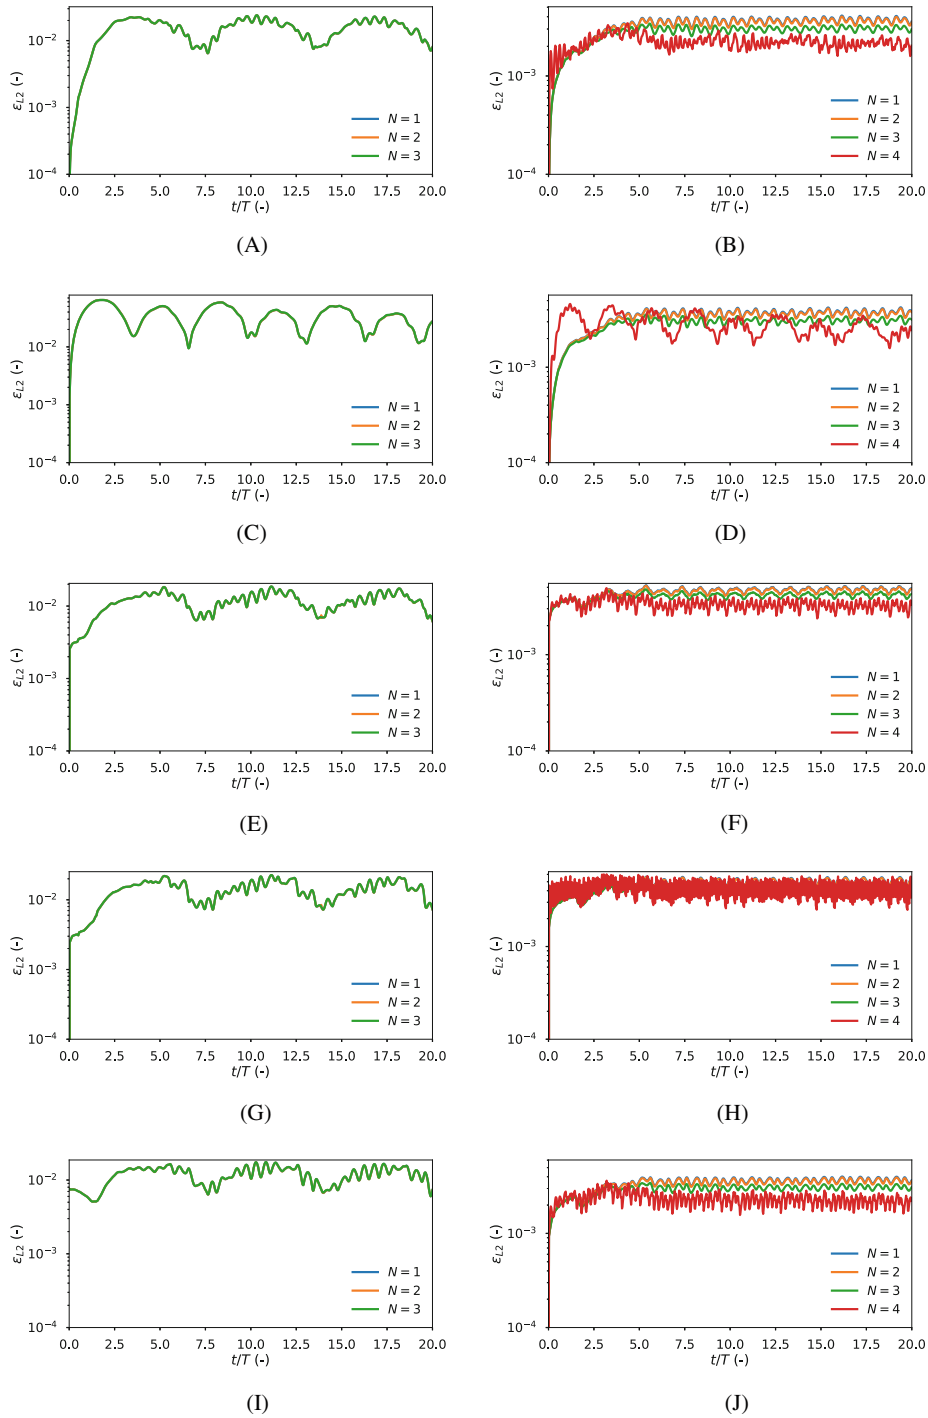 10⁻²
10⁻³
10⁻⁴
ε_L2 (-)
N = 1
N = 2
N = 3
0.0 2.5 5.0 7.5 10.0 12.5 15.0 17.5 20.0
t/T (-)
(A)
10⁻³
10⁻⁴
ε_L2 (-)
N = 1
N = 2
N = 3
N = 4
0.0 2.5 5.0 7.5 10.0 12.5 15.0 17.5 20.0
t/T (-)
(B)
10⁻²
10⁻³
10⁻⁴
ε_L2 (-)
N = 1
N = 2
N = 3
0.0 2.5 5.0 7.5 10.0 12.5 15.0 17.5 20.0
t/T (-)
(C)
10⁻³
10⁻⁴
ε_L2 (-)
N = 1
N = 2
N = 3
N = 4
0.0 2.5 5.0 7.5 10.0 12.5 15.0 17.5 20.0
t/T (-)
(D)
10⁻²
10⁻³
10⁻⁴
ε_L2 (-)
N = 1
N = 2
N = 3
0.0 2.5 5.0 7.5 10.0 12.5 15.0 17.5 20.0
t/T (-)
(E)
10⁻³
10⁻⁴
ε_L2 (-)
N = 1
N = 2
N = 3
N = 4
0.0 2.5 5.0 7.5 10.0 12.5 15.0 17.5 20.0
t/T (-)
(F)
10⁻²
10⁻³
10⁻⁴
ε_L2 (-)
N = 1
N = 2
N = 3
0.0 2.5 5.0 7.5 10.0 12.5 15.0 17.5 20.0
t/T (-)
(G)
10⁻³
10⁻⁴
ε_L2 (-)
N = 1
N = 2
N = 3
N = 4
0.0 2.5 5.0 7.5 10.0 12.5 15.0 17.5 20.0
t/T (-)
(H)
10⁻²
10⁻³
10⁻⁴
ε_L2 (-)
N = 1
N = 2
N = 3
0.0 2.5 5.0 7.5 10.0 12.5 15.0 17.5 20.0
t/T (-)
(I)
10⁻³
10⁻⁴
ε_L2 (-)
N = 1
N = 2
N = 3
N = 4
0.0 2.5 5.0 7.5 10.0 12.5 15.0 17.5 20.0
t/T (-)
(J)